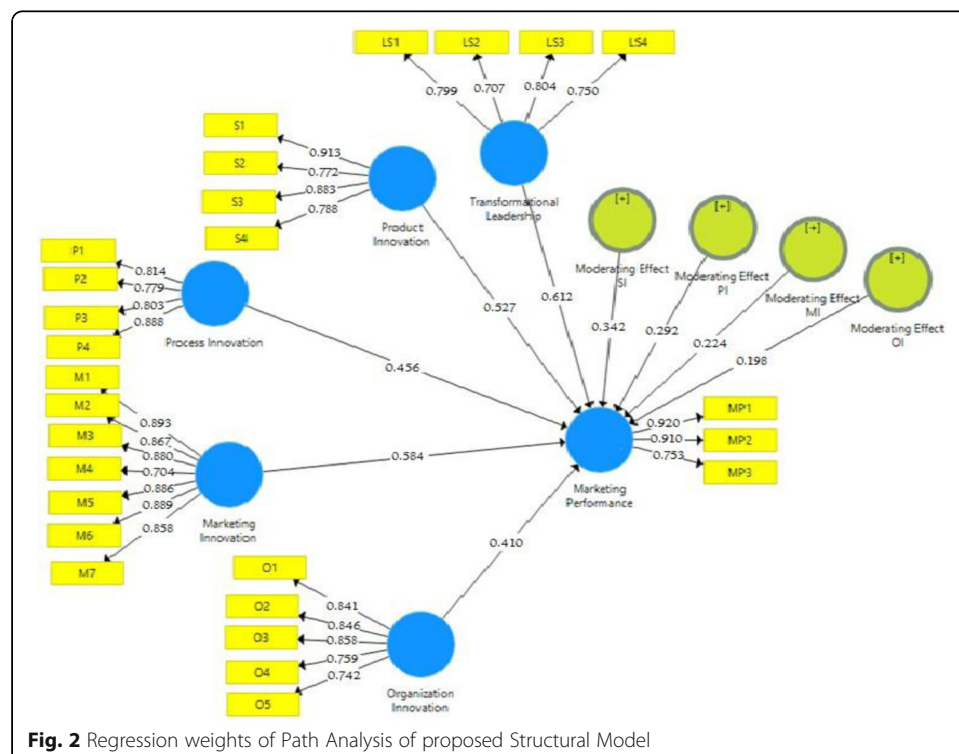 LS1 LS2 LS3 LS4
0.799 0.707 0.804 0.750
Transformational
Leadership
S1
S2
S3
S4
0.913
0.772
0.883
0.788
Product
Innovation
P1
P2
P3
P4
0.814
0.779
0.803
0.888
Process Innovation
M1
M2
M3
M4
M5
M6
M7
0.893
0.867
0.880
0.704
0.886
0.889
0.858
Marketing
Innovation
O1
O2
O3
O4
O5
0.841
0.846
0.858
0.759
0.742
Organization
Innovation
[+]
Moderating Effect
SI
[+]
Moderating Effect
PI
[+]
Moderating Effect
MI
[+]
Moderating Effect
OI
0.527
0.612
0.342
0.292
0.224
0.198
0.456
0.584
0.410
Marketing
Performance
0.920
0.910
0.753
MP1
MP2
MP3
Fig. 2 Regression weights of Path Analysis of proposed Structural Model